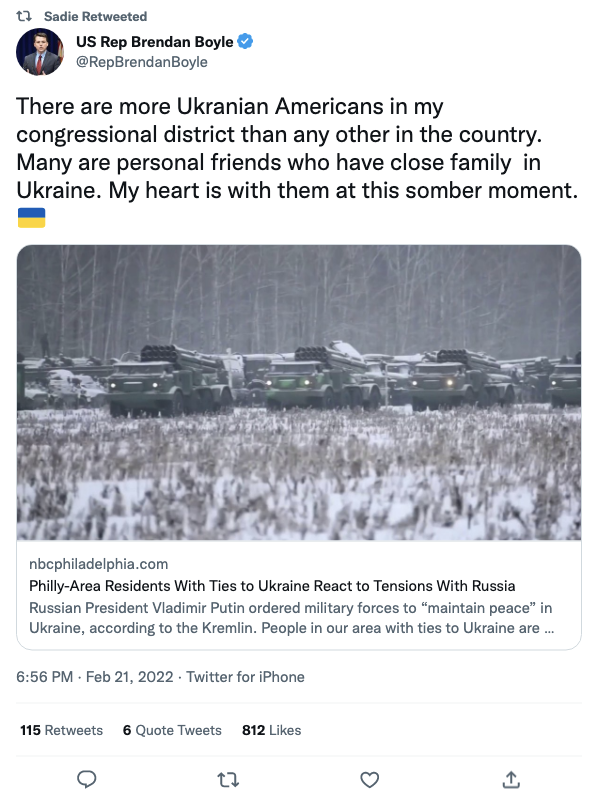 Sadie Retweeted
US Rep Brendan Boyle
@RepBrendanBoyle
There are more Ukranian Americans in my
congressional district than any other in the country.
Many are personal friends who have close family  in
Ukraine. My heart is with them at this somber moment.
🇺🇦
nbcphiladelphia.com
Philly-Area Residents With Ties to Ukraine React to Tensions With Russia
Russian President Vladimir Putin ordered military forces to “maintain peace” in
Ukraine, according to the Kremlin. People in our area with ties to Ukraine are ...
6:56 PM · Feb 21, 2022 · Twitter for iPhone
115 Retweets 6 Quote Tweets 812 Likes